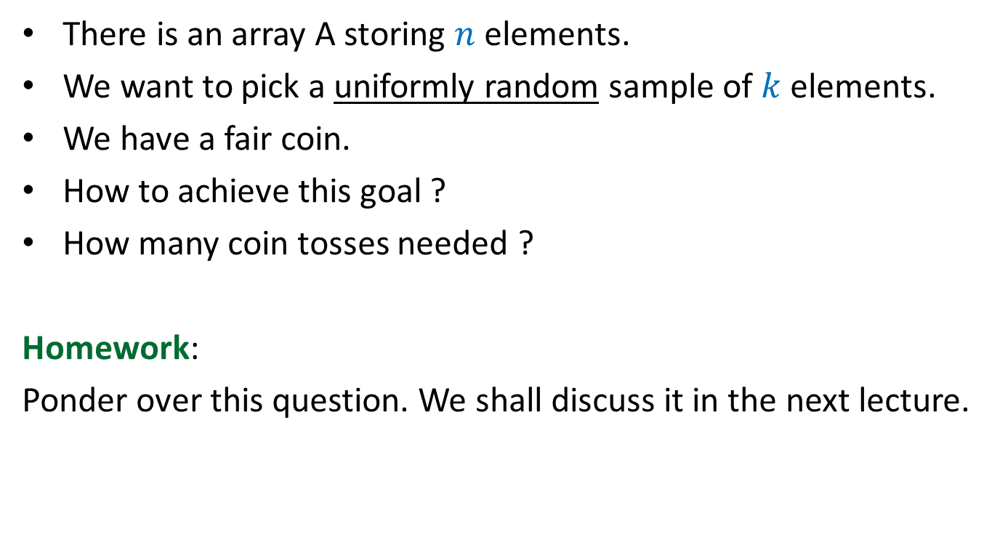 • There is an array A storing n elements.
• We want to pick a uniformly random sample of k elements.
• We have a fair coin.
• How to achieve this goal ?
• How many coin tosses needed ?
Homework:
Ponder over this question. We shall discuss it in the next lecture.